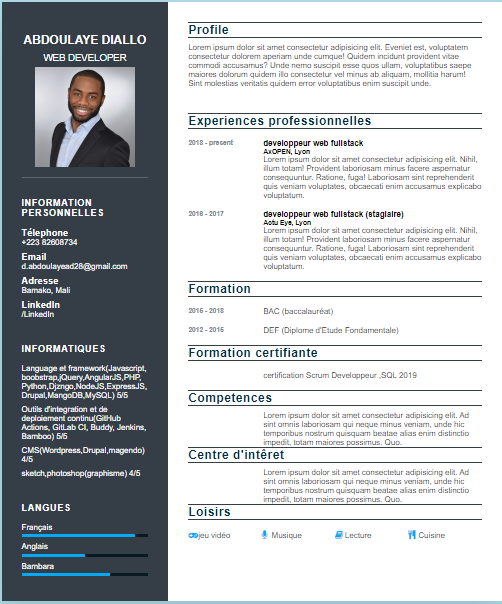 ABDOULAYE DIALLO
WEB DEVELOPER
INFORMATION
PERSONNELLES
Télephone
+223 82608734
Email
d.abdoulayead28@gmail.com
Adresse
Bamako, Mali
LinkedIn
/LinkedIn
INFORMATIQUES
Language et framework(Javascript,
boobstrap,jQuery,AngularJS,PHP,
Python,Djzngo,NodeJS,ExpressJS,
Drupal,MangoDB,MySQL) 5/5
Outils d'integration et de
deploiement continu(GitHub
Actions, GitLab CI, Buddy, Jenkins,
Bamboo) 5/5
CMS(Wordpress,Drupal,magendo)
4/5
sketch,photoshop(graphisme) 4/5
LANGUES
Français
Anglais
Bambara
Profile
Lorem ipsum dolor sit amet consectetur adipisicing elit. Eveniet est, voluptatem
consectetur dolorem aperiam unde cumque! Quidem incidunt provident vitae
commodi accusamus? Unde nemo suscipit esse quos ullam, voluptatibus saepe
maiores dolorum quidem illo consectetur vel minus ab aliquam, mollitia harum!
Sint molestias veritatis quidem error voluptatibus enim suscipit unde.
Experiences professionnelles
2018 - present
developpeur web fullstack
AxOPEN, Lyon
Lorem ipsum dolor sit amet consectetur adipisicing elit. Nihil,
illum totam! Provident laboriosam minus facere aspernatur
consequuntur. Ratione, fuga! Laboriosam sint reprehenderit
quis veniam voluptates, obcaecati enim accusamus explicabo
voluptatum.
2016 - 2017
developpeur web fullstack (stagiaire)
Aotu Eye, Lyon
Lorem ipsum dolor sit amet consectetur adipisicing elit. Nihil,
illum totam! Provident laboriosam minus facere aspernatur
consequuntur. Ratione, fuga! Laboriosam sint reprehenderit
quis veniam voluptates, obcaecati enim accusamus explicabo
voluptatum.
Formation
2015 - 2018
BAC (baccalauréat)
2012 - 2015
DEF (Diplome d'Etude Fondamentale)
Formation certifiante
certification Scrum Developpeur ,SQL 2019
Competences
Lorem ipsum dolor sit amet consectetur adipisicing elit. Ad
sint omnis laboriosam qui tempore nesciunt, unde hic
temporibus nostrum quisquam beatae alias enim distinctio
impedit, totam corporis possimus. Quo.
Centre d'intêret
Lorem ipsum dolor sit amet consectetur adipisicing elit. Ad
sint omnis laboriosam qui tempore nesciunt, unde hic
temporibus nostrum quisquam beatae alias enim distinctio
impedit, totam corporis possimus. Quo.
Loisirs
jeu vidéo
Musique
Lecture
Cuisine